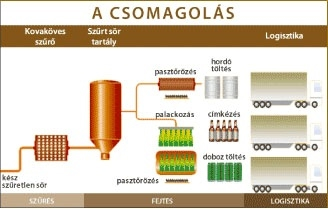 A CSOMAGOLÁS
Kovaköves
szűrő
Szűrt sör
tartály
Logisztika
pasztőrözés
hordó
töltés
palackozás
címkézés
doboz töltés
pasztőrözés
kész
szűretlen sör
SZŰRÉS
FEJTÉS
LOGISZTIKA